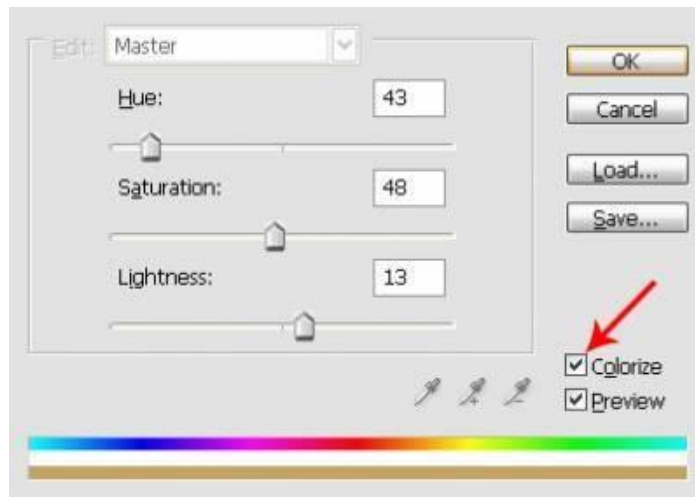 Edit: Master
Hue: 43
Saturation: 48
Lightness: 13
OK
Cancel
Load...
Save...
Colorize
Preview